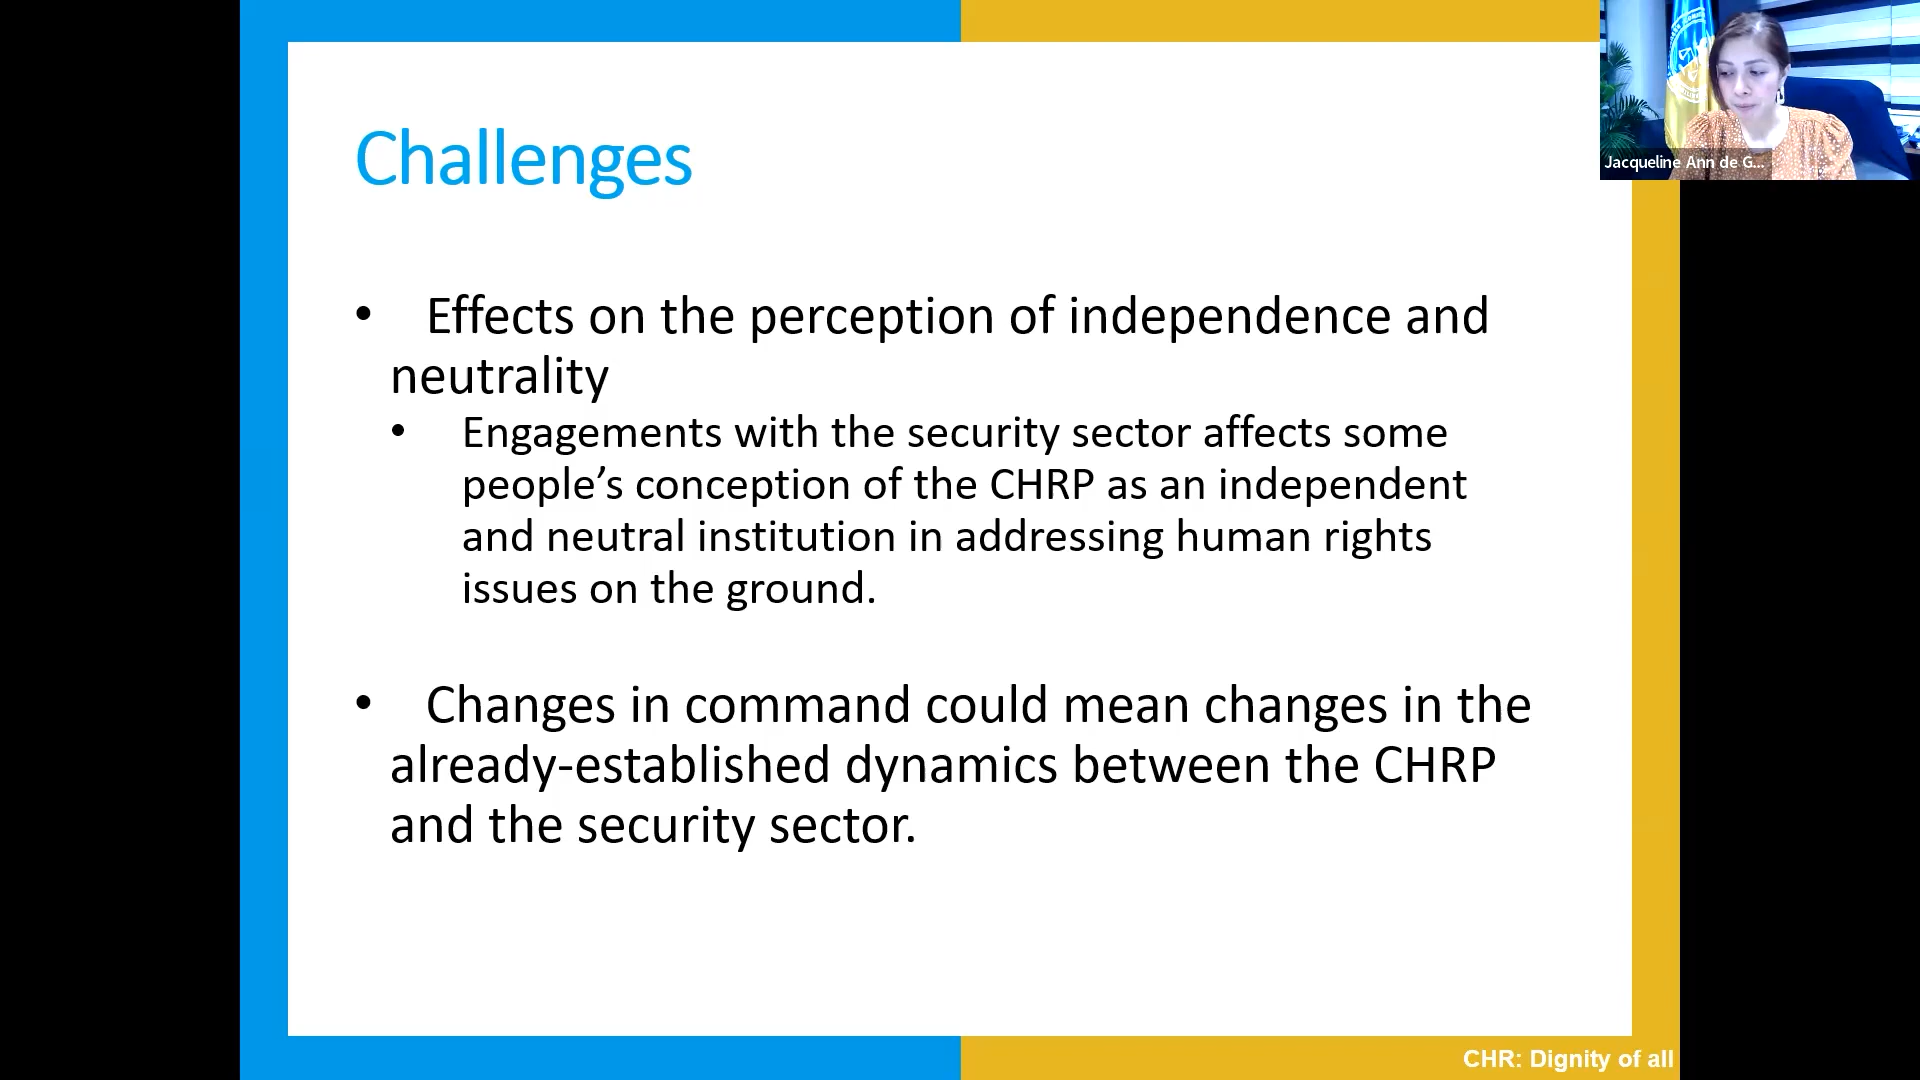 Challenges
• Effects on the perception of independence and
neutrality
• Engagements with the security sector affects some
people’s conception of the CHRP as an independent
and neutral institution in addressing human rights
issues on the ground.
• Changes in command could mean changes in the
already-established dynamics between the CHRP
and the security sector.
Jacqueline Ann de G...
CHR: Dignity of all